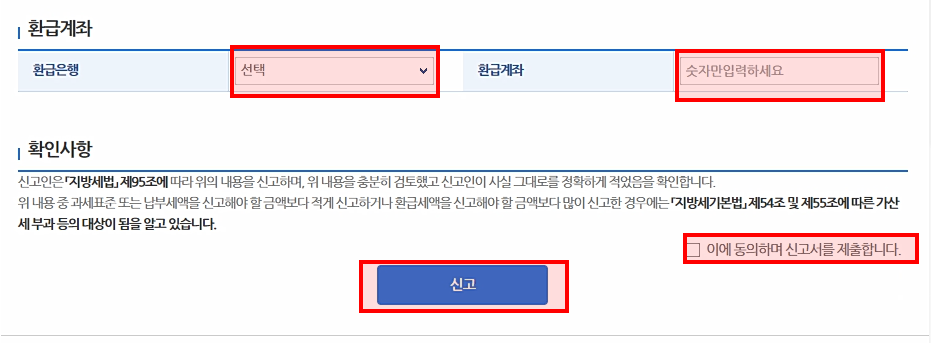 환급계좌
환급은행 선택 환급계좌 숫자만입력하세요
확인사항
신고인은 「지방세법」 제95조에 따라 위의 내용을 신고하며, 위 내용을 충분히 검토했고 신고인이 사실 그대로를 정확하게 적었음을 확인합니다.
위 내용 중 과세표준 또는 납부세액을 신고해야 할 금액보다 적게 신고하거나 환급세액을 신고해야 할 금액보다 많이 신고한 경우에는 「지방세기본법」 제54조 및 제55조에 따른 가산
세 부과 등의 대상이 됨을 알고 있습니다.
이에 동의하며 신고서를 제출합니다.
신고